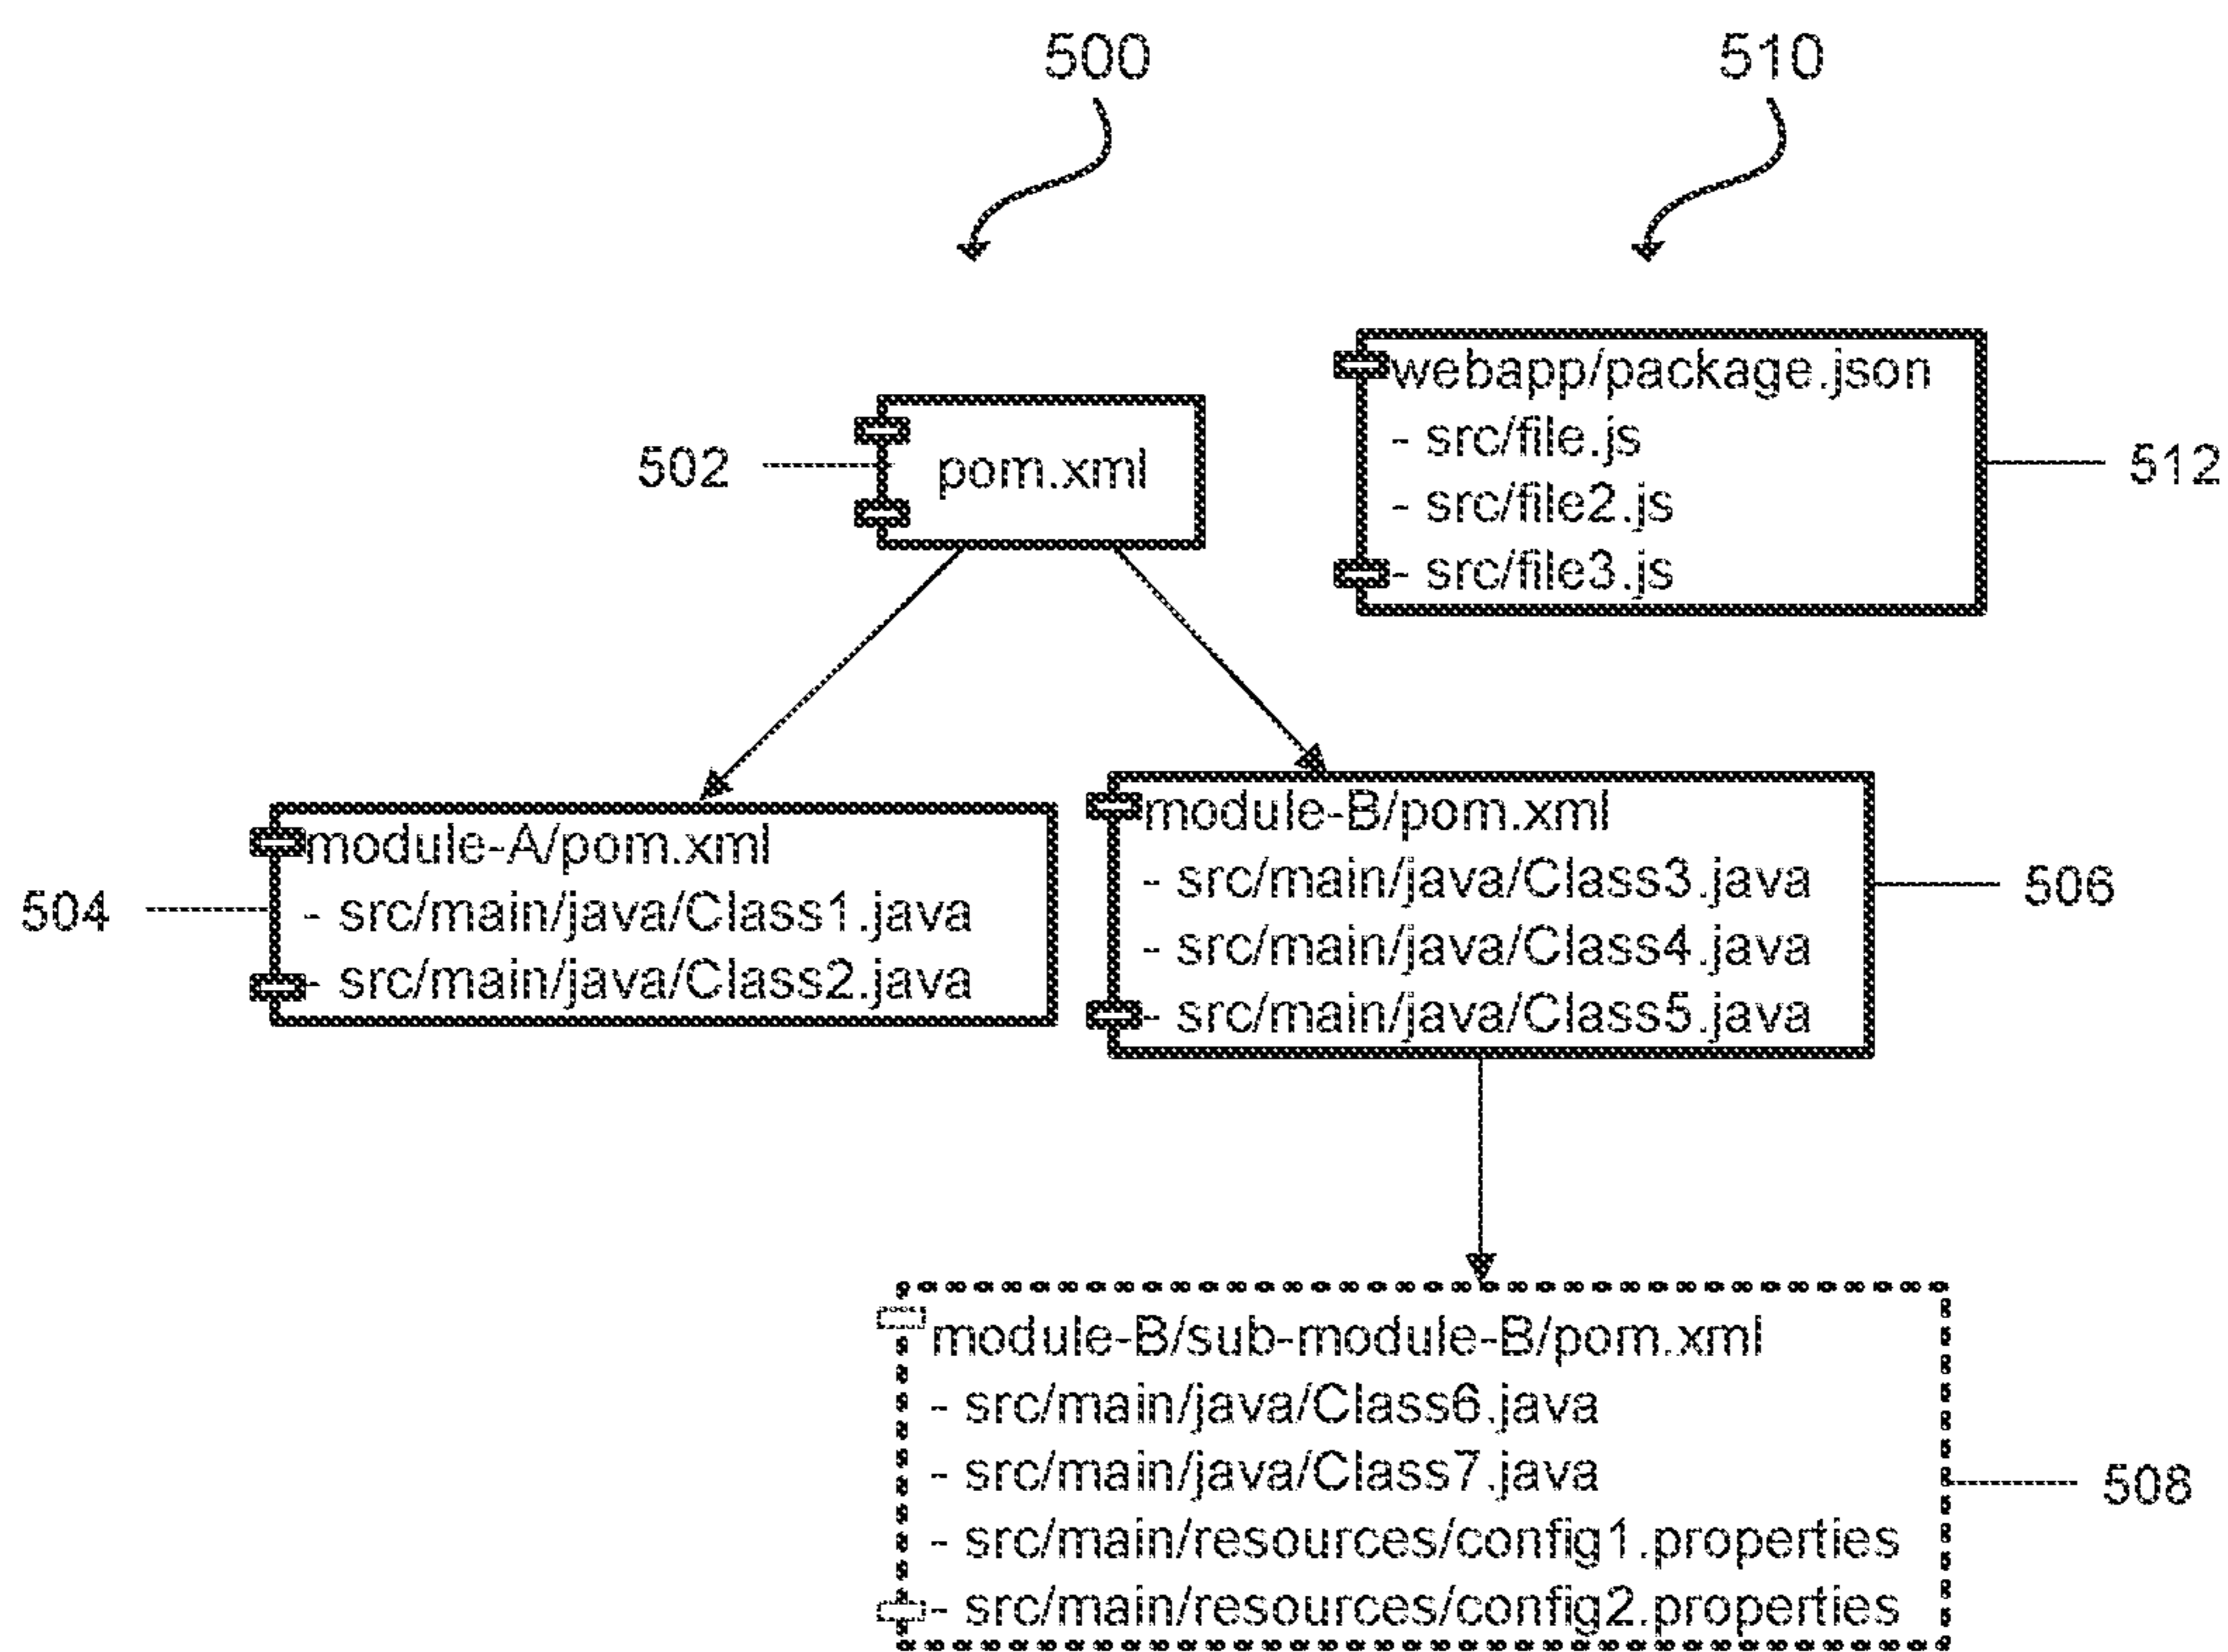 500
510
webapp/package.json
- src/file.js
- src/file2.js
- src/file3.js
512
502
pom.xml
module-A/pom.xml
- src/main/java/Class1.java
- src/main/java/Class2.java
504
module-B/pom.xml
- src/main/java/Class3.java
- src/main/java/Class4.java
- src/main/java/Class5.java
506
module-B/sub-module-B/pom.xml
- src/main/java/Class6.java
- src/main/java/Class7.java
- src/main/resources/config1.properties
- src/main/resources/config2.properties
508